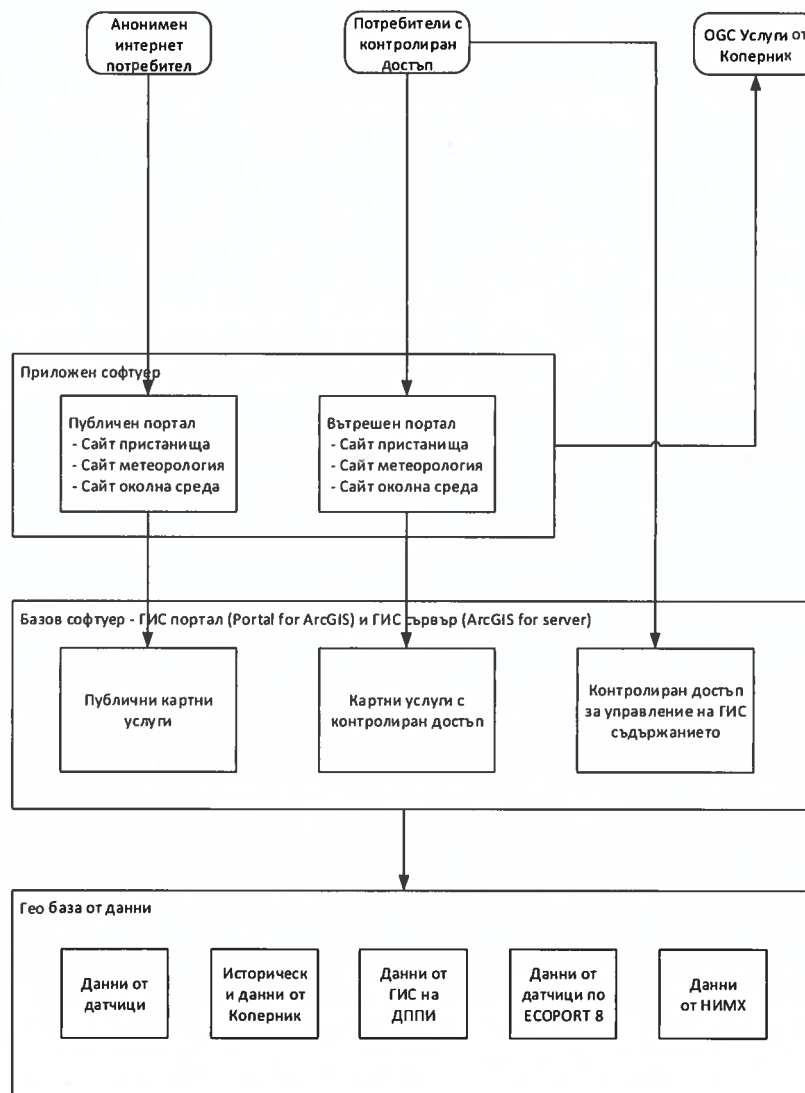 Анонимен
интернет
потребител
Потребители с
контролиран
достъп
OGC Услуги от
Коперник
Приложен софтуер
Публичен портал
- Сайт пристанища
- Сайт метеорология
- Сайт околна среда
Вътрешен портал
- Сайт пристанища
- Сайт метеорология
- Сайт околна среда
Базов софтуер - ГИС портал (Portal for ArcGIS) и ГИС сървър (ArcGIS for server)
Публични картни
услуги
Картни услуги с
контролиран достъп
Контролиран достъп
за управление на ГИС
съдържанието
Гео база от данни
Данни от
датчици
Историческ
и данни от
Коперник
Данни от
ГИС на
ДППИ
Данни от
датчици по
ECOPORT 8
Данни
от НИМХ